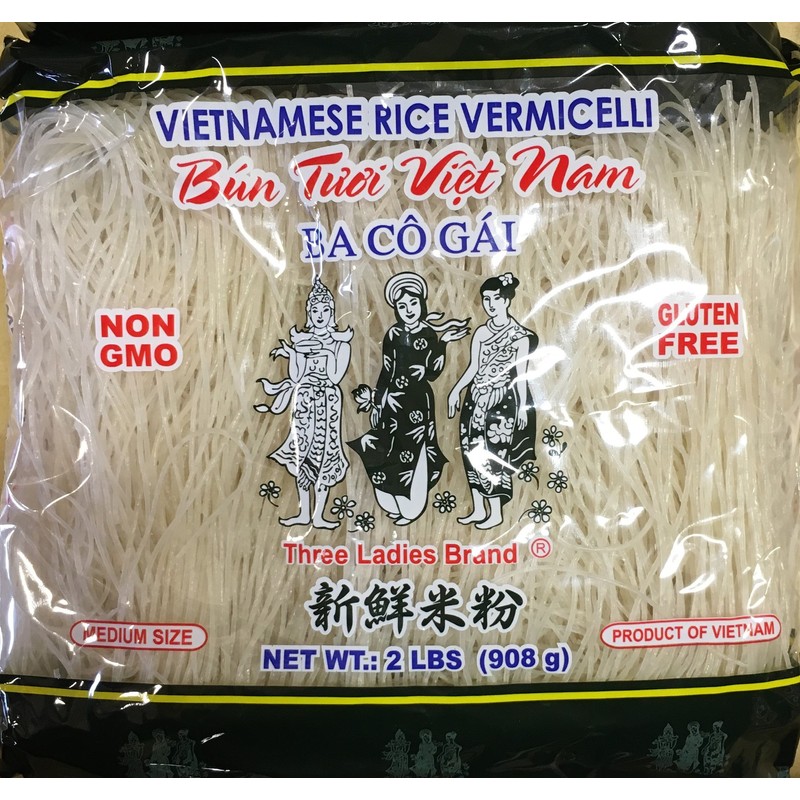 VIETNAMESE RICE VERMICELLI
Bún Tươi Việt Nam
BA CÔ GÁI
NON
GMO
GLUTEN
FREE
Three Ladies Brand ®
新鮮米粉
MEDIUM SIZE
PRODUCT OF VIETNAM
NET WT.: 2 LBS (908 g)